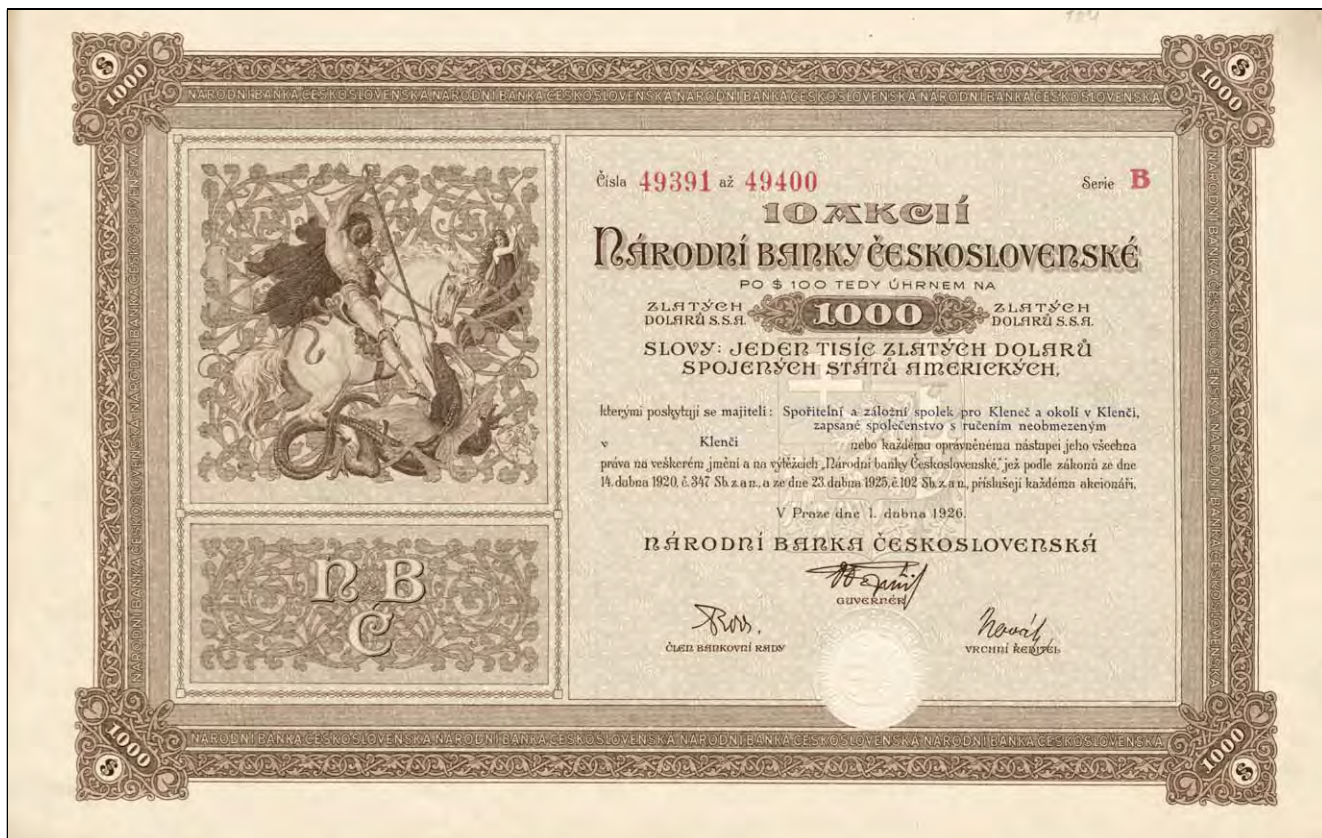 $ 1000
$ 1000
NÁRODNÍ BANKA ČESKOSLOVENSKÁ NÁRODNÍ BANKA ČESKOSLOVENSKÁ NÁRODNÍ BANKA ČESKOSLOVENSKÁ NÁRODNÍ BANKA ČESKOSLOVENSKÁ
Čísla 49391 až 49400 Serie B
10 AKCIÍ
NÁRODNÍ BANKY ČESKOSLOVENSKÉ
PO $ 100 TEDY ÚHRNEM NA
ZLATÝCH DOLARŮ S.S.A. 1000 ZLATÝCH DOLARŮ S.S.A.
SLOVY: JEDEN TISÍC ZLATÝCH DOLARŮ
SPOJENÝCH STÁTŮ AMERICKÝCH,
kterými poskytují se majiteli: Spořitelní a záložní spolek pro Kleneč a okolí v Klenči,
zapsané společenstvo s ručením neobmezeným
v Klenči nebo každému oprávněnému nástupci jeho všechna
práva na veškerém jmění a na výtěžcích „Národní banky Československé," jež podle zákonů ze dne
14. dubna 1920, č. 347 Sb. z. a n., a ze dne 23. dubna 1925, č. 102 Sb. z. a n., příslušejí každému akcionáři.
V Praze dne 1. dubna 1926.
NÁRODNÍ BANKA ČESKOSLOVENSKÁ
GUVERNÉR
ČLEN BANKOVNÍ RADY
Novák
VRCHNÍ ŘEDITEL
N B
Č
NÁRODNÍ BANKA ČESKOSLOVENSKÁ NÁRODNÍ BANKA ČESKOSLOVENSKÁ NÁRODNÍ BANKA ČESKOSLOVENSKÁ NÁRODNÍ BANKA ČESKOSLOVENSKÁ
$ 1000
$ 1000